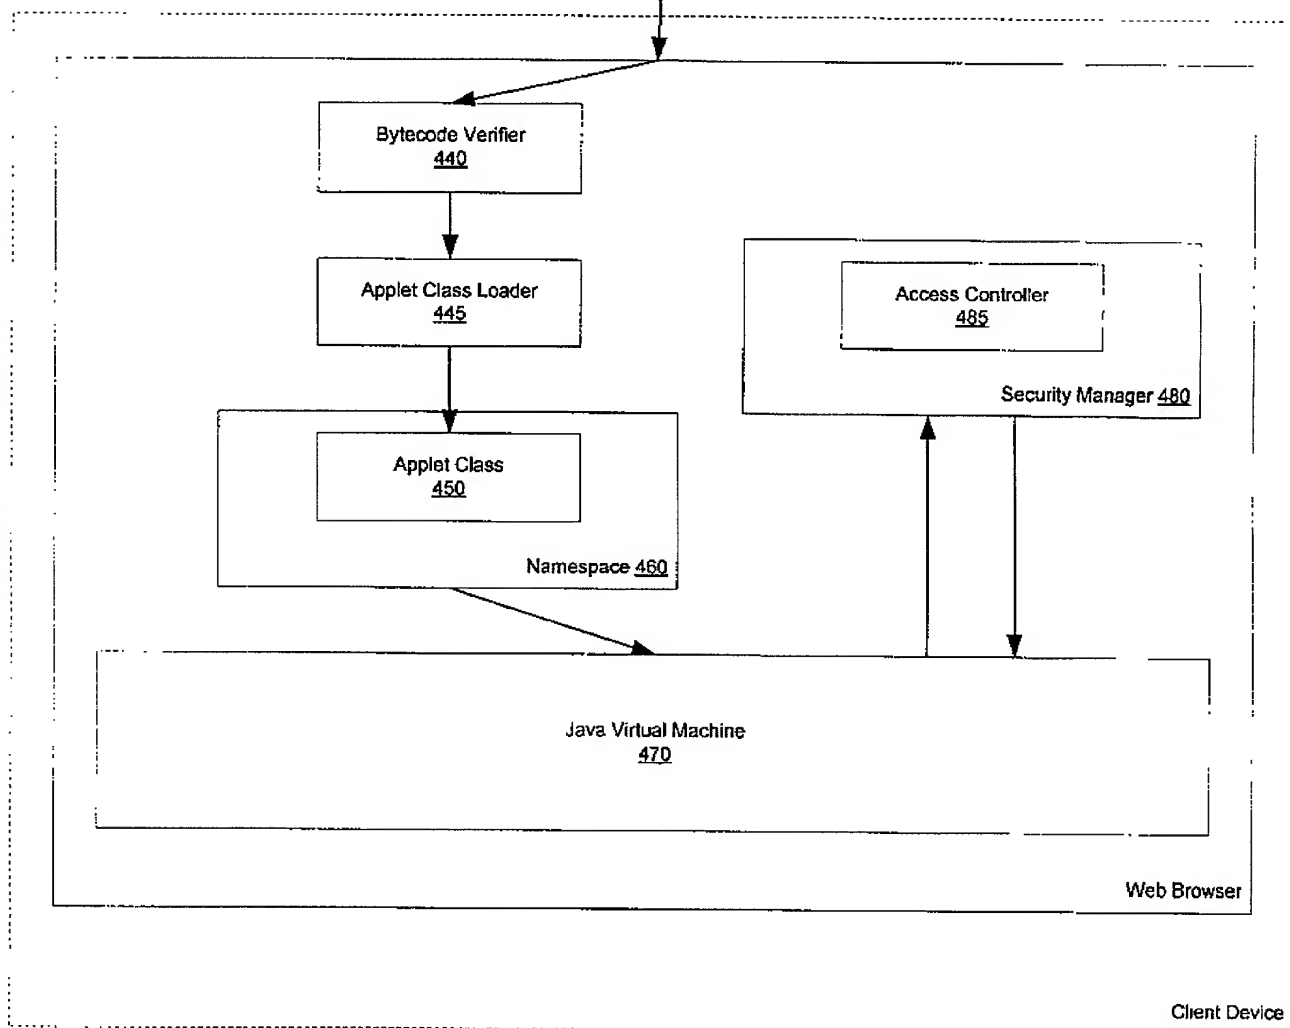 Bytecode Verifier
440
Applet Class Loader
445
Access Controller
485
Security Manager 480
Applet Class
450
Namespace 460
Java Virtual Machine
470
Web Browser
Client Device